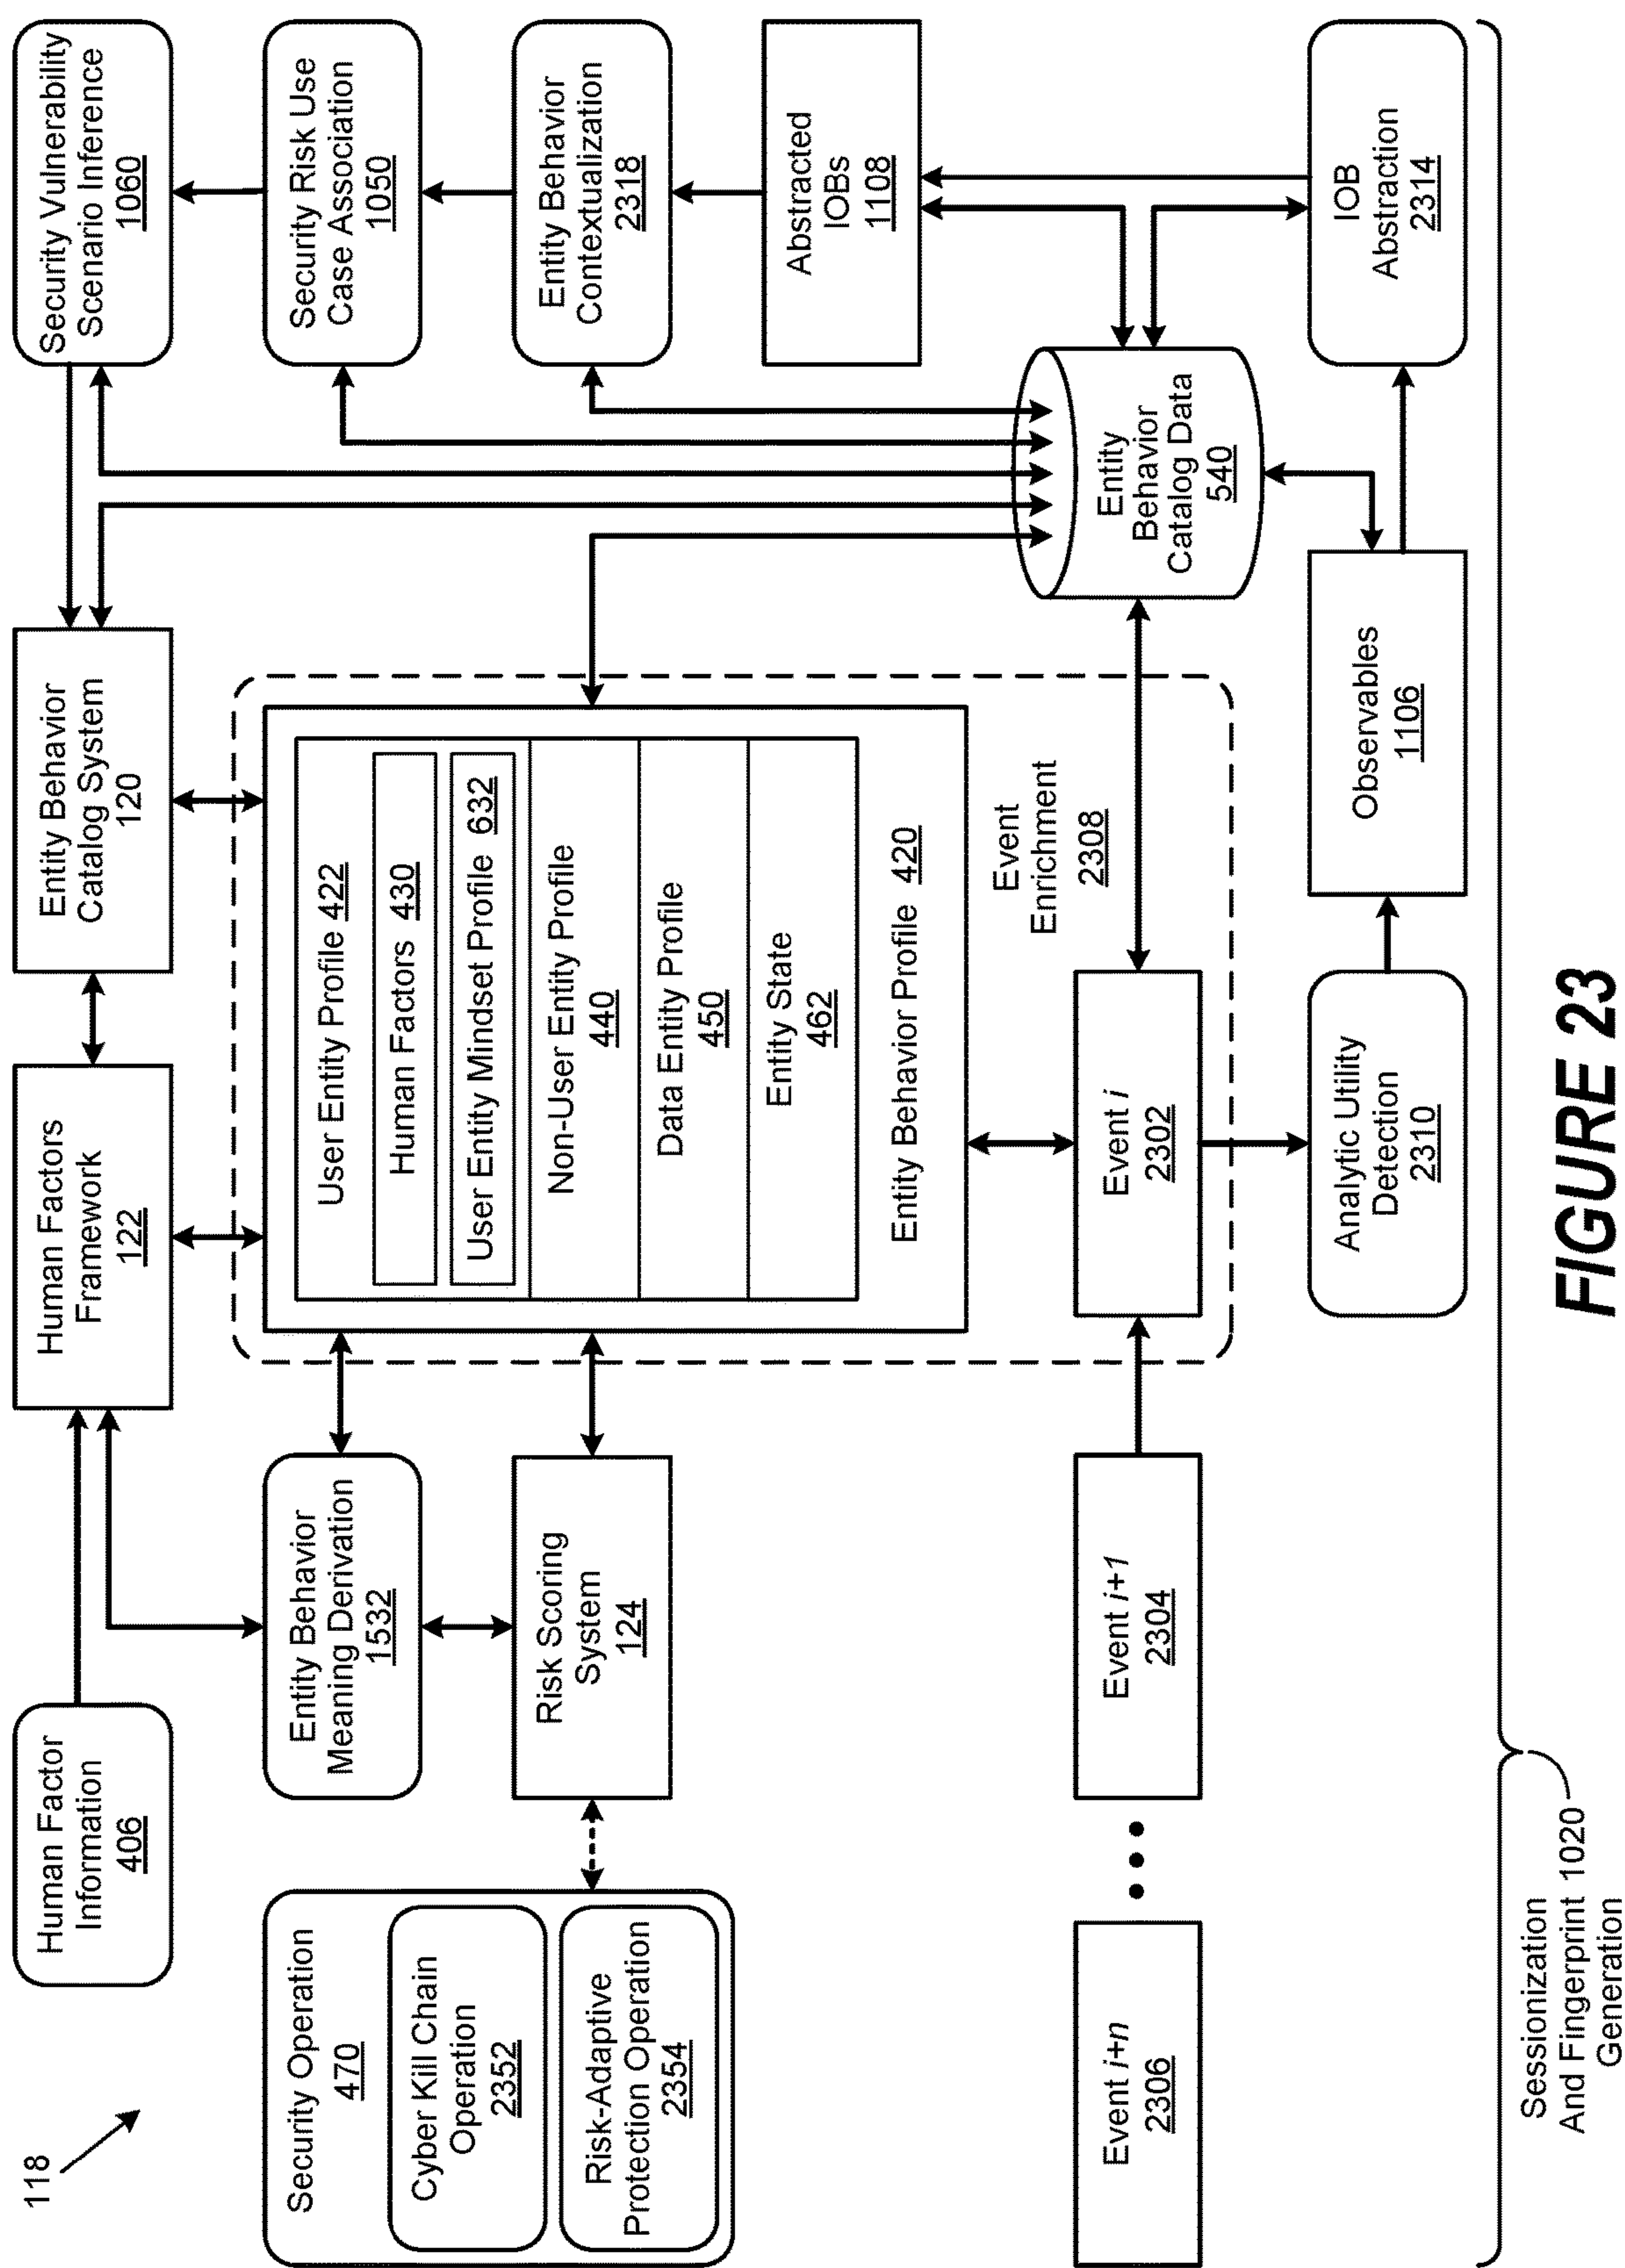 118
Human Factor
Information
406
Human Factors
Framework
122
Entity Behavior
Catalog System
120
Security Vulnerability
Scenario Inference
1060
Security Operation
470
Cyber Kill Chain
Operation
2352
Risk-Adaptive
Protection Operation
2354
Entity Behavior
Meaning Derivation
1532
Risk Scoring
System
124
User Entity Profile 422
Human Factors 430
User Entity Mindset Profile 632
Non-User Entity Profile
440
Data Entity Profile
450
Entity State
462
Entity Behavior Profile 420
Security Risk Use
Case Association
1050
Entity Behavior
Contextualization
2318
Abstracted
IOBs
1108
Event
Enrichment
2308
Entity
Behavior
Catalog Data
540
Event i+n
2306
Event i+1
2304
Event i
2302
Analytic Utility
Detection
2310
Observables
1106
IOB
Abstraction
2314
Sessionization
And Fingerprint 1020
Generation
FIGURE 23